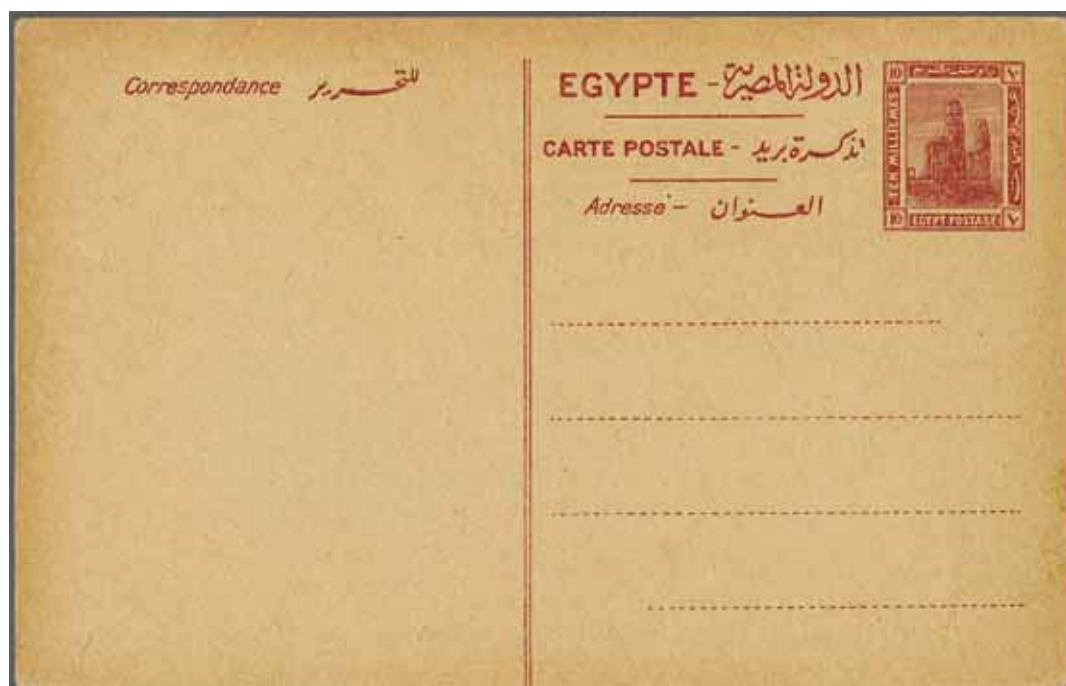 Correspondance للتحرير
EGYPTE - الدولة المصرية
CARTE POSTALE - تذكرة بريد
Adresse - العنوان
10
TEN MILLIEMES
10 EGYPT POSTAGE